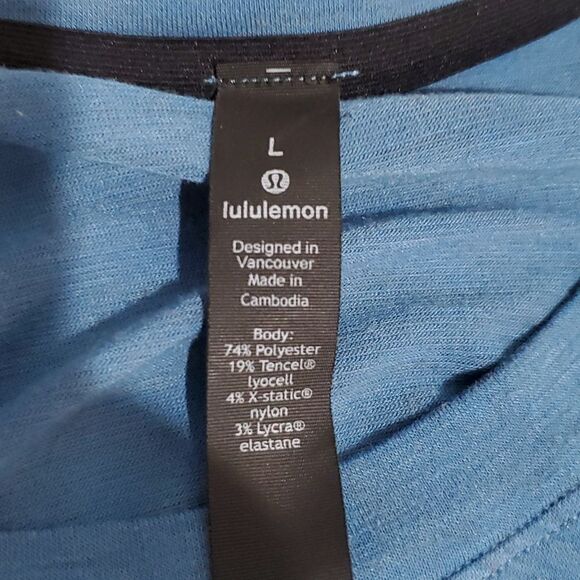 L
lululemon
Designed in
Vancouver
Made in
Cambodia
Body:
74% Polyester
19% Tencel®
lyocell
4% X-static®
nylon
3% Lycra®
elastane